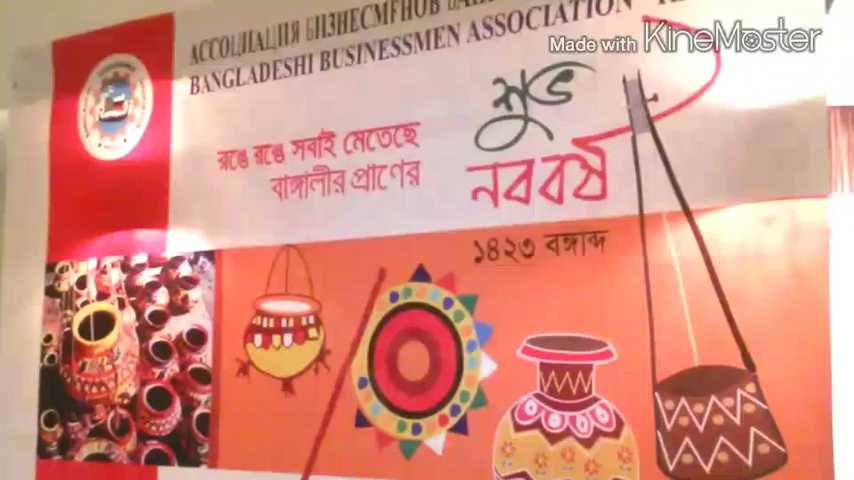 Made with KINEMASTER
АССОЦИАЦИЯ БИЗНЕСМЕНОВ
BANGLADESHI BUSINESSMEN ASSOCIATION -
শুভ
নববর্ষ
রঙে রঙে সবাই মেতেছে
বাঙ্গালীর প্রাণের
১৪২৩ বঙ্গাব্দ